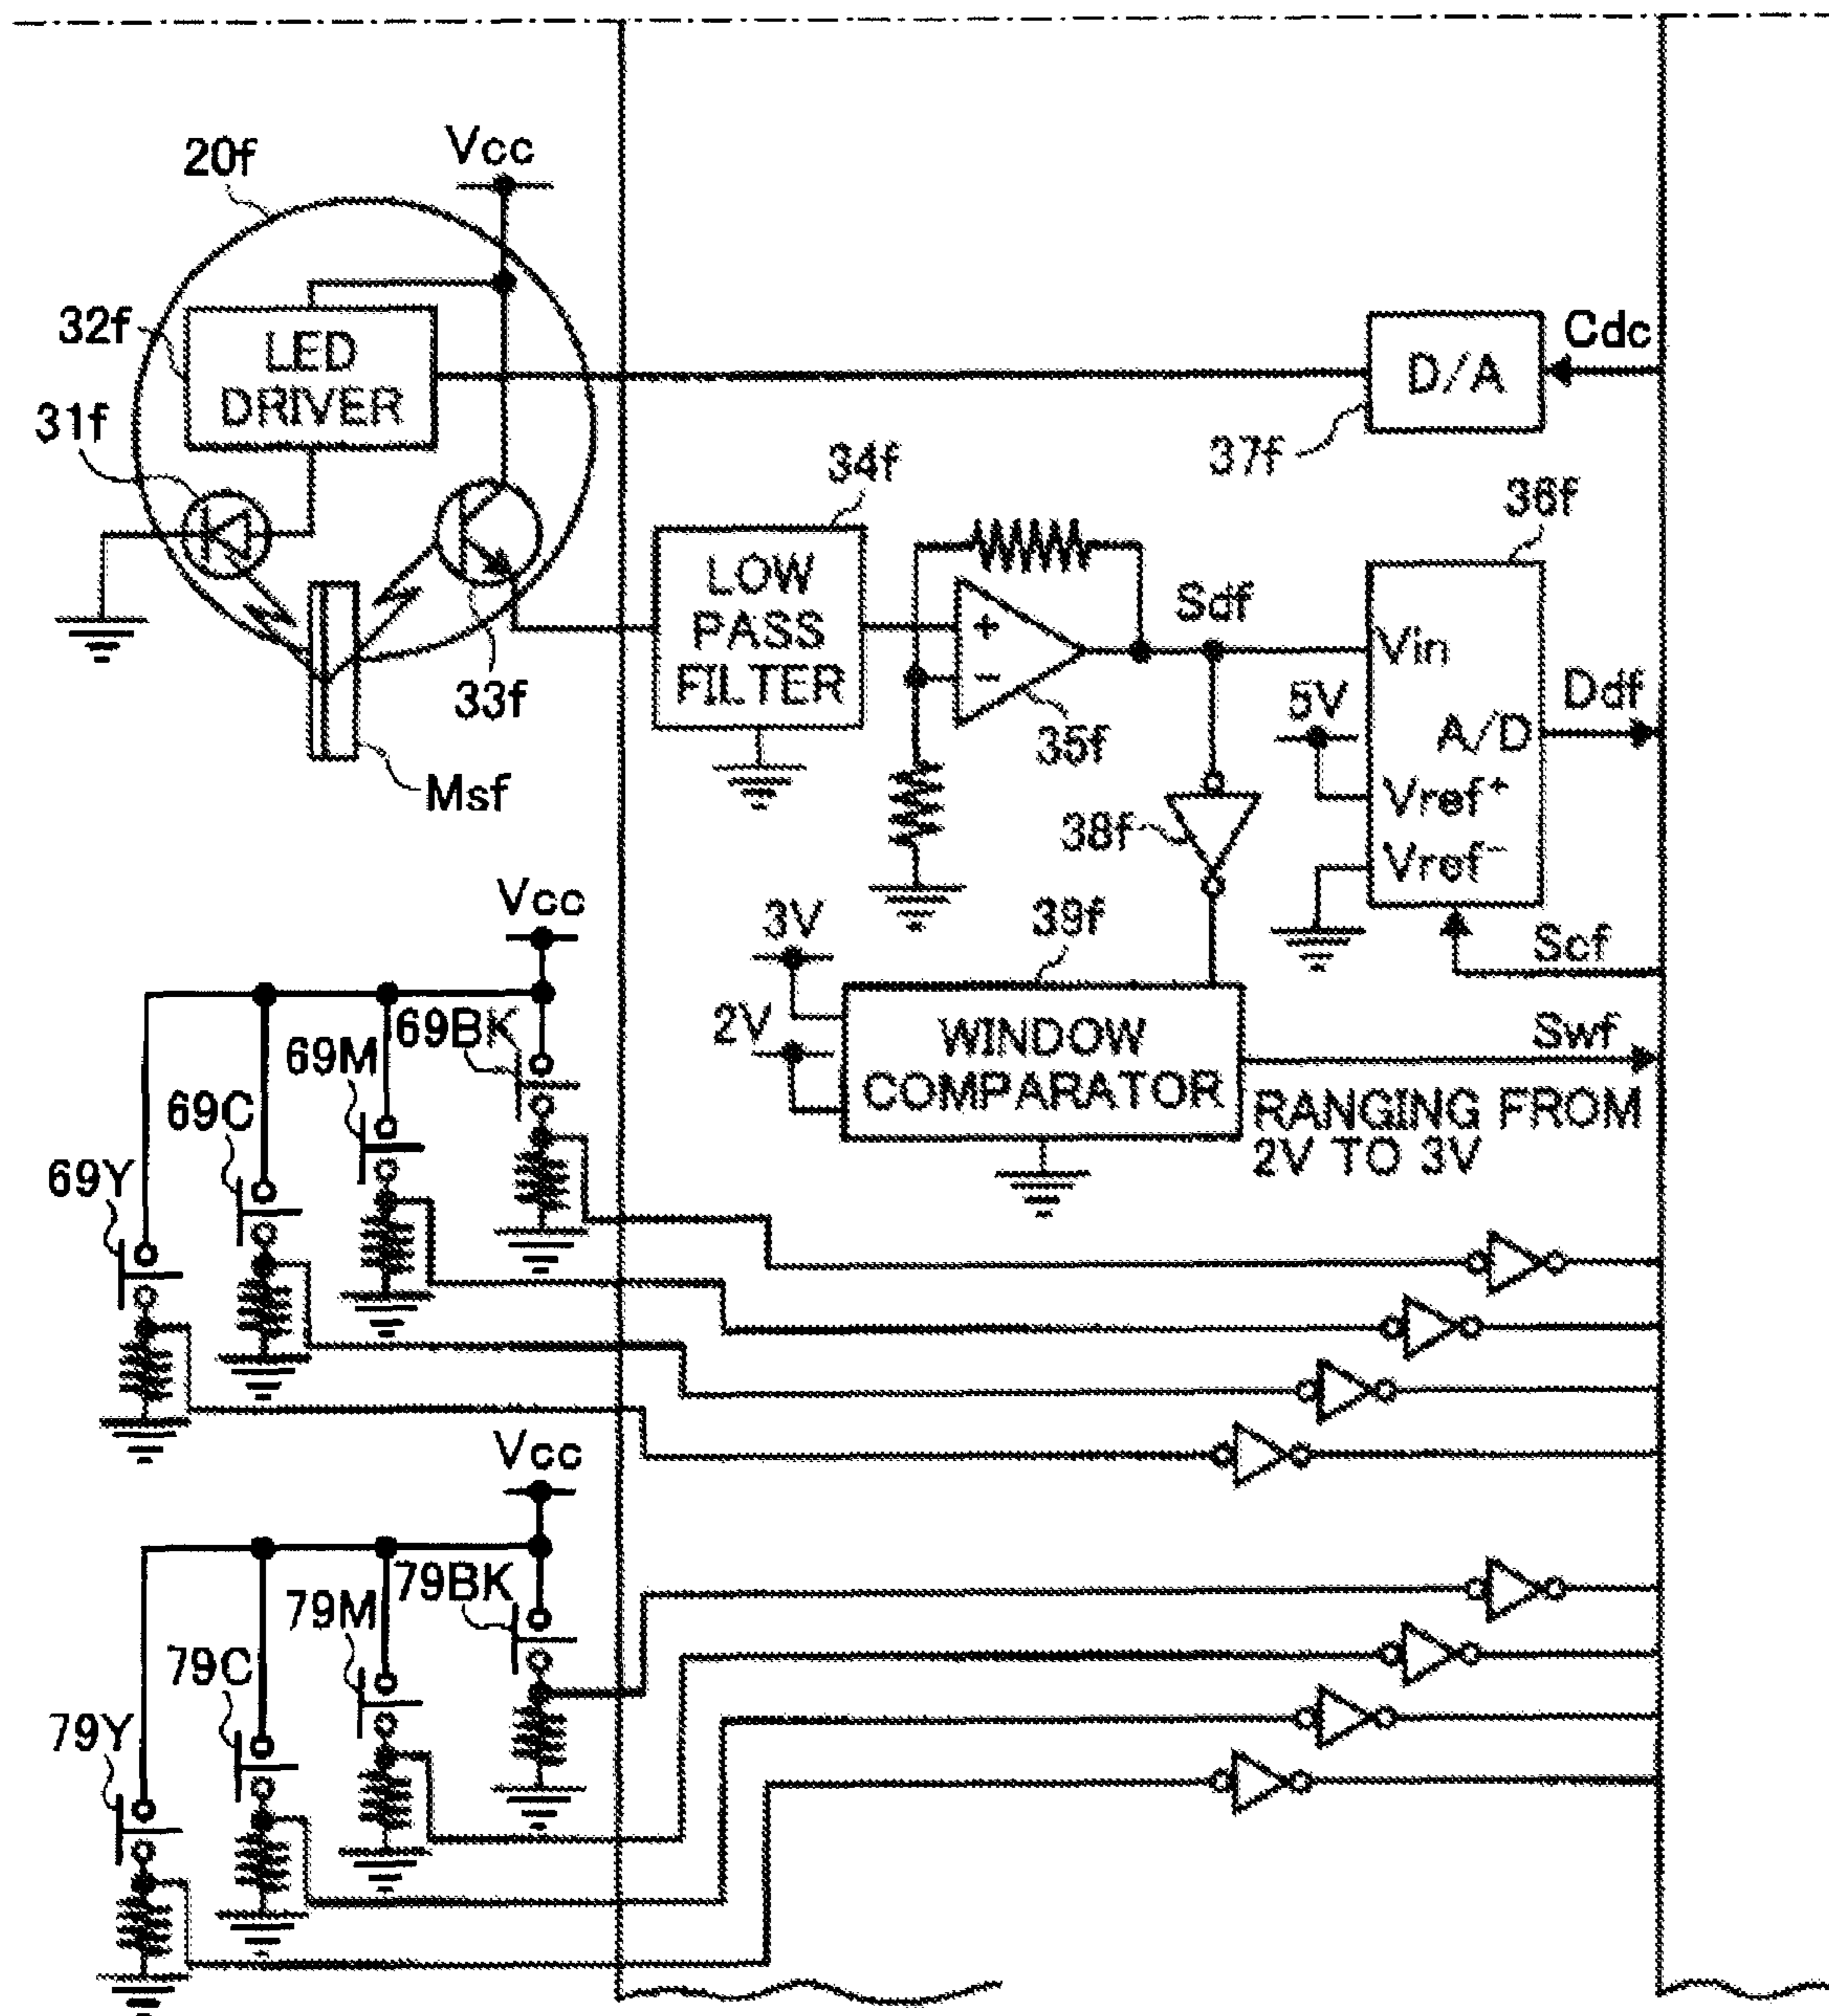 20f
Vcc
32f
LED
DRIVER
31f
33f
Msf
34f
LOW
PASS
FILTER
+
−
35f
Sdf
D/A
Cdc
37f
36f
Vin
5V
A/D
Ddf
Vref+
Vref−
38f
Scf
39f
3V
2V
WINDOW
COMPARATOR
Swf
RANGING FROM
2V TO 3V
Vcc
69BK
69M
69C
69Y
Vcc
79BK
79M
79C
79Y